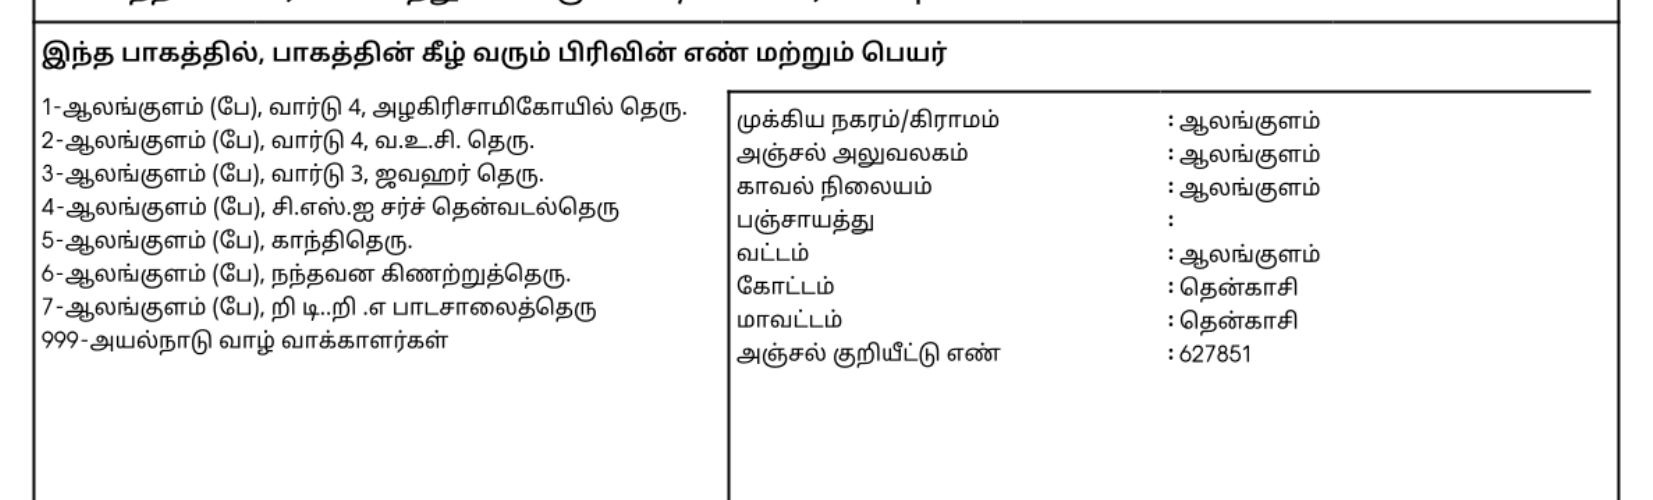 இந்த பாகத்தில், பாகத்தின் கீழ் வரும் பிரிவின் எண் மற்றும் பெயர்
1-ஆலங்குளம் (பே), வார்டு 4, அழகிரிசாமிகோயில் தெரு.
2-ஆலங்குளம் (பே), வார்டு 4, வ.உ.சி. தெரு.
3-ஆலங்குளம் (பே), வார்டு 3, ஜவஹர் தெரு.
4-ஆலங்குளம் (பே), சி.எஸ்.ஐ சர்ச் தென்வடல்தெரு
5-ஆலங்குளம் (பே), காந்திதெரு.
6-ஆலங்குளம் (பே), நந்தவன கிணற்றுத்தெரு.
7-ஆலங்குளம் (பே), றி டி..றி .எ பாடசாலைத்தெரு
999-அயல்நாடு வாழ் வாக்காளர்கள்
முக்கிய நகரம்/கிராமம் : ஆலங்குளம்
அஞ்சல் அலுவலகம் : ஆலங்குளம்
காவல் நிலையம் : ஆலங்குளம்
பஞ்சாயத்து :
வட்டம் : ஆலங்குளம்
கோட்டம் : தென்காசி
மாவட்டம் : தென்காசி
அஞ்சல் குறியீட்டு எண் : 627851